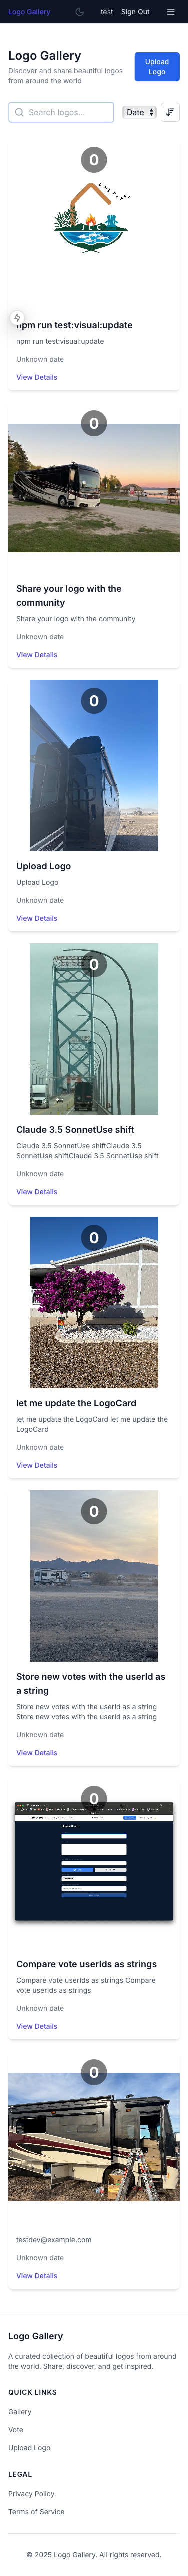 Logo Gallery
test
Sign Out
Logo Gallery
Discover and share beautiful logos
from around the world
Upload
Logo
Search logos...
Date
0
npm run test:visual:update
npm run test:visual:update
Unknown date
View Details
0
Share your logo with the
community
Share your logo with the community
Unknown date
View Details
0
Upload Logo
Upload Logo
Unknown date
View Details
0
Claude 3.5 SonnetUse shift
Claude 3.5 SonnetUse shiftClaude 3.5
SonnetUse shiftClaude 3.5 SonnetUse shift
Unknown date
View Details
0
let me update the LogoCard
let me update the LogoCard let me update the
LogoCard
Unknown date
View Details
0
Store new votes with the userId as
a string
Store new votes with the userId as a string
Store new votes with the userId as a string
Unknown date
View Details
0
Compare vote userIds as strings
Compare vote userIds as strings Compare
vote userIds as strings
Unknown date
View Details
0
testdev@example.com
Unknown date
View Details
Logo Gallery
A curated collection of beautiful logos from around
the world. Share, discover, and get inspired.
QUICK LINKS
Gallery
Vote
Upload Logo
LEGAL
Privacy Policy
Terms of Service
© 2025 Logo Gallery. All rights reserved.